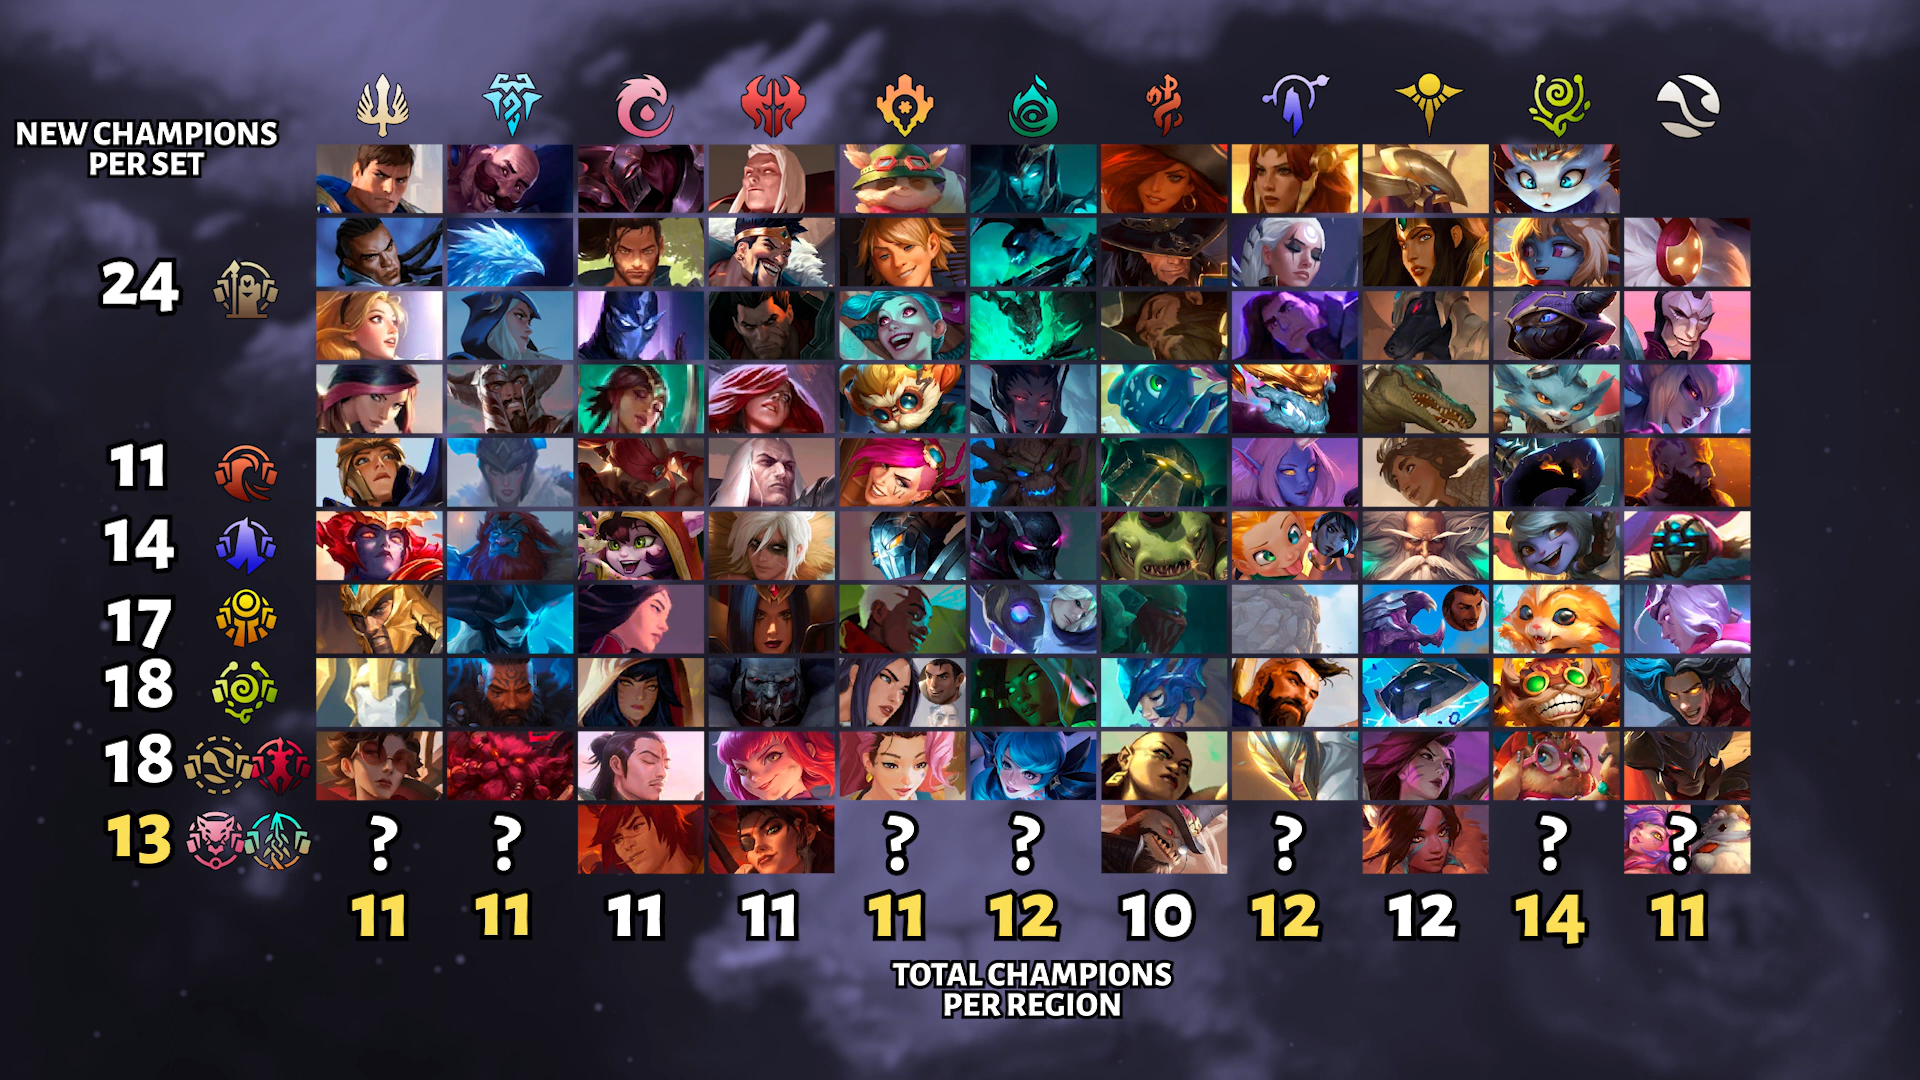 NEW CHAMPIONS
PER SET
24
11
14
17
18
18
13
? ? ? ? ? ? ?
11 11 11 11 11 12 10 12 12 14 11
TOTAL CHAMPIONS
PER REGION